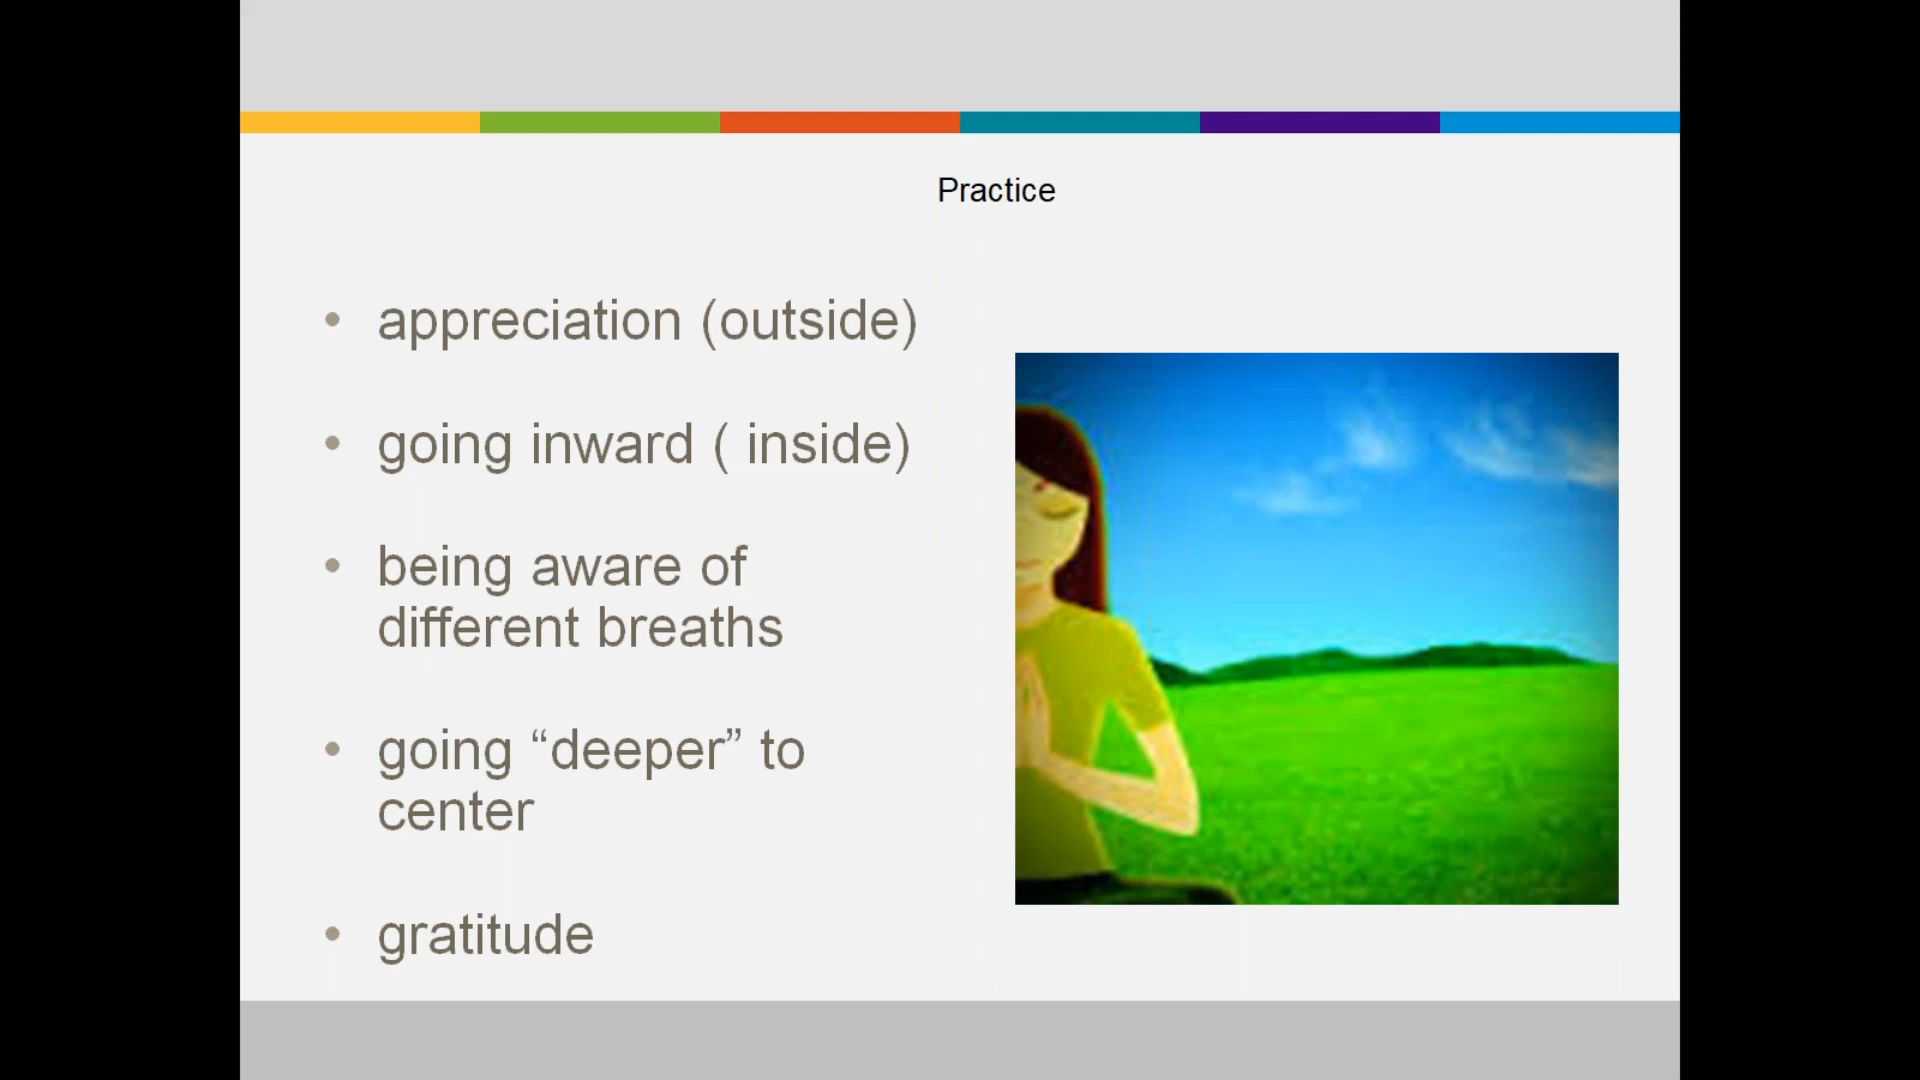 Practice
• appreciation (outside)
• going inward ( inside)
• being aware of
different breaths
• going “deeper” to
center
• gratitude